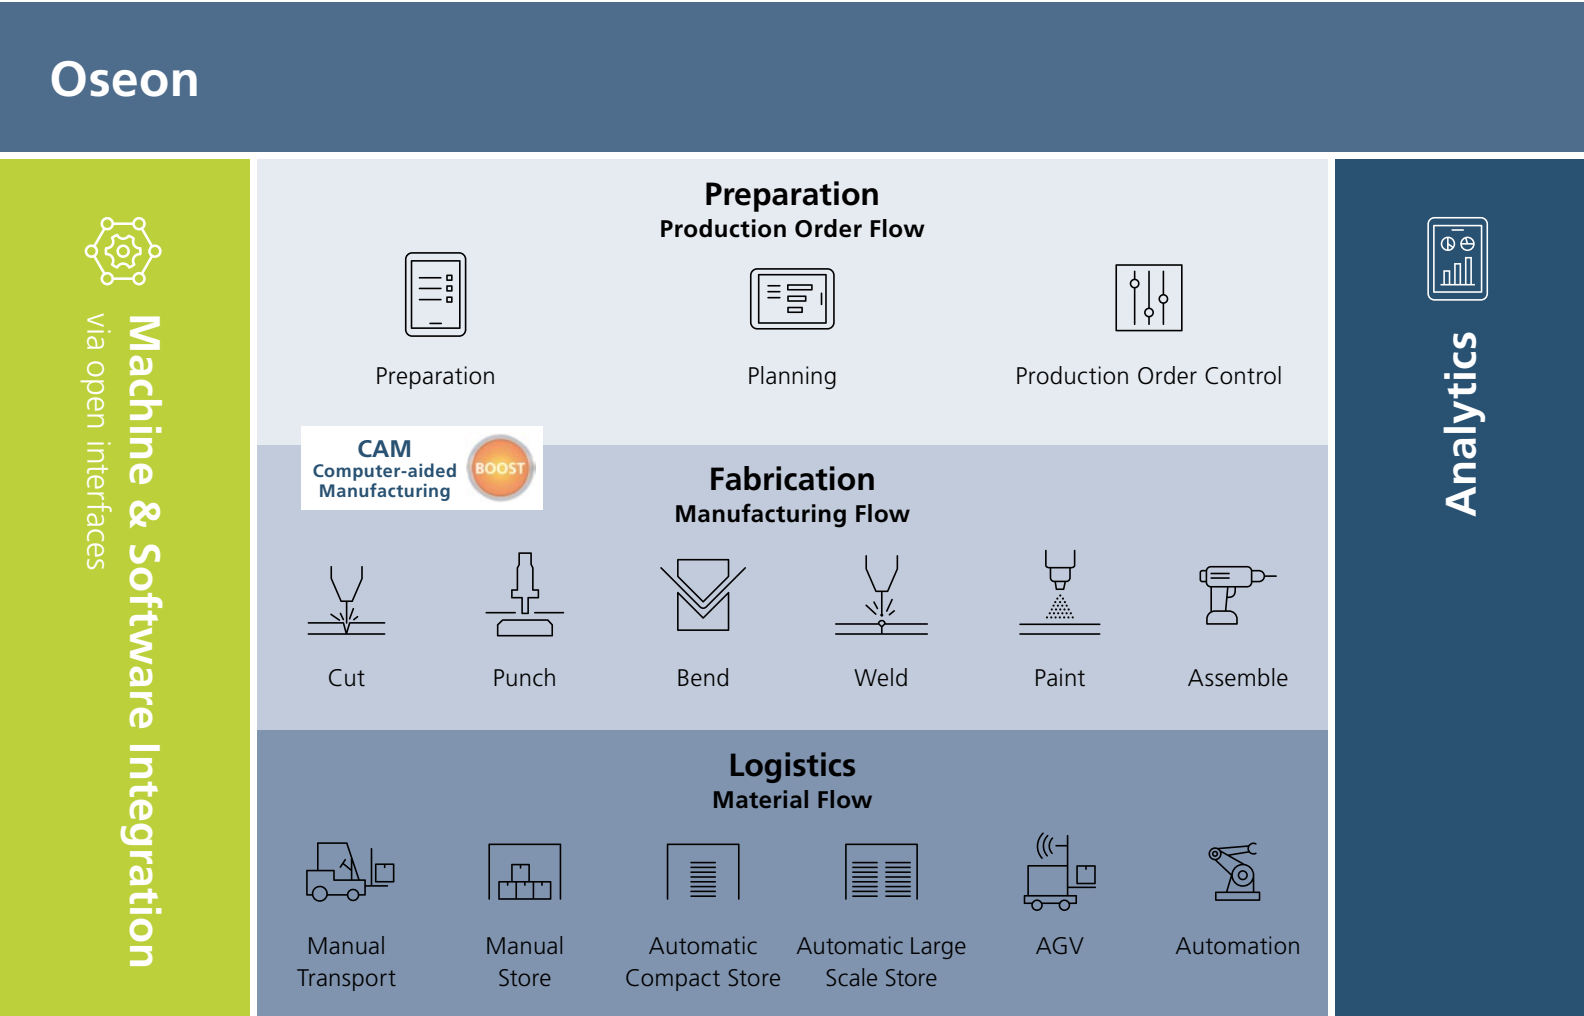 Oseon
Machine & Software Integration
via open interfaces
Preparation
Production Order Flow
Preparation
Planning
Production Order Control
CAM
Computer-aided
Manufacturing
BOOST
Fabrication
Manufacturing Flow
Cut
Punch
Bend
Weld
Paint
Assemble
Logistics
Material Flow
Manual
Transport
Manual
Store
Automatic
Compact Store
Automatic Large
Scale Store
AGV
Automation
Analytics